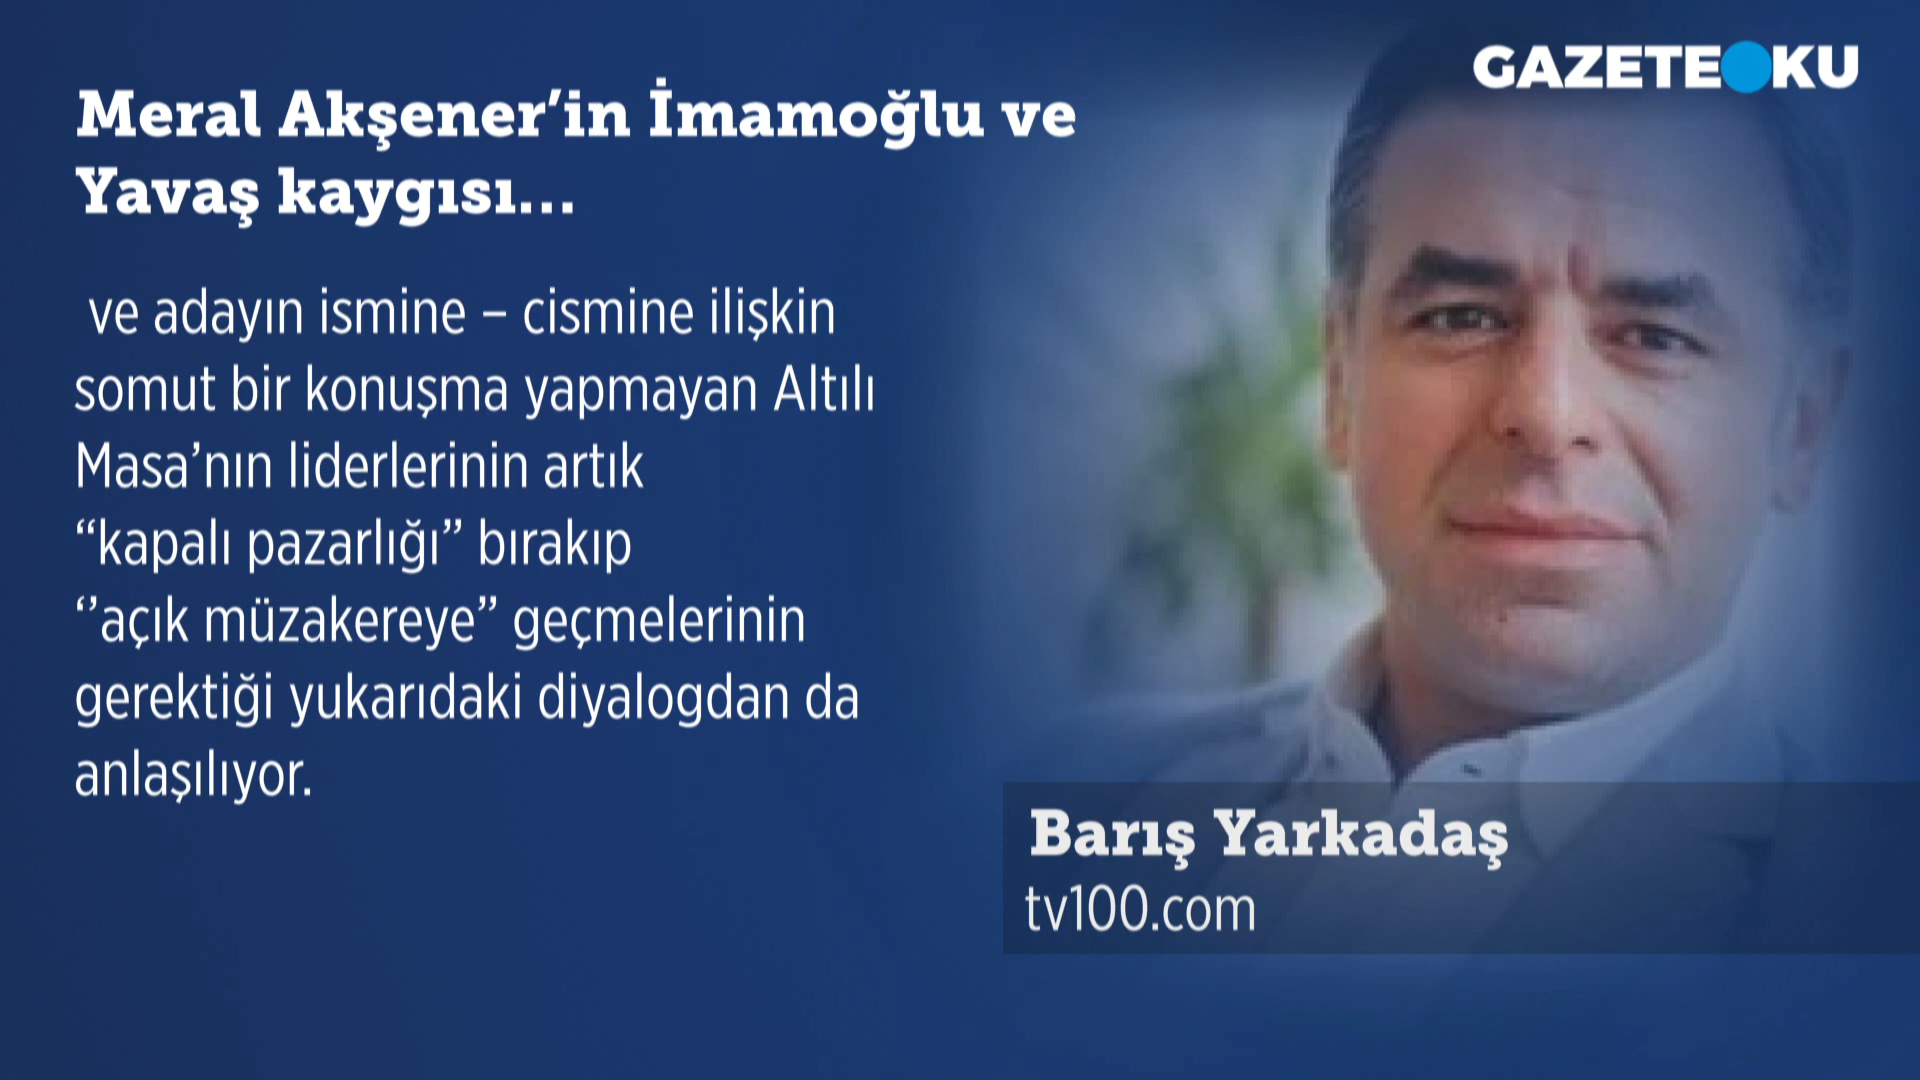 GAZETEOKU
Meral Akşener’in İmamoğlu ve
Yavaş kaygısı...
ve adayın ismine – cismine ilişkin
somut bir konuşma yapmayan Altılı
Masa’nın liderlerinin artık
“kapalı pazarlığı” bırakıp
‘’açık müzakereye” geçmelerinin
gerektiği yukarıdaki diyalogdan da
anlaşılıyor.
Barış Yarkadaş
tv100.com